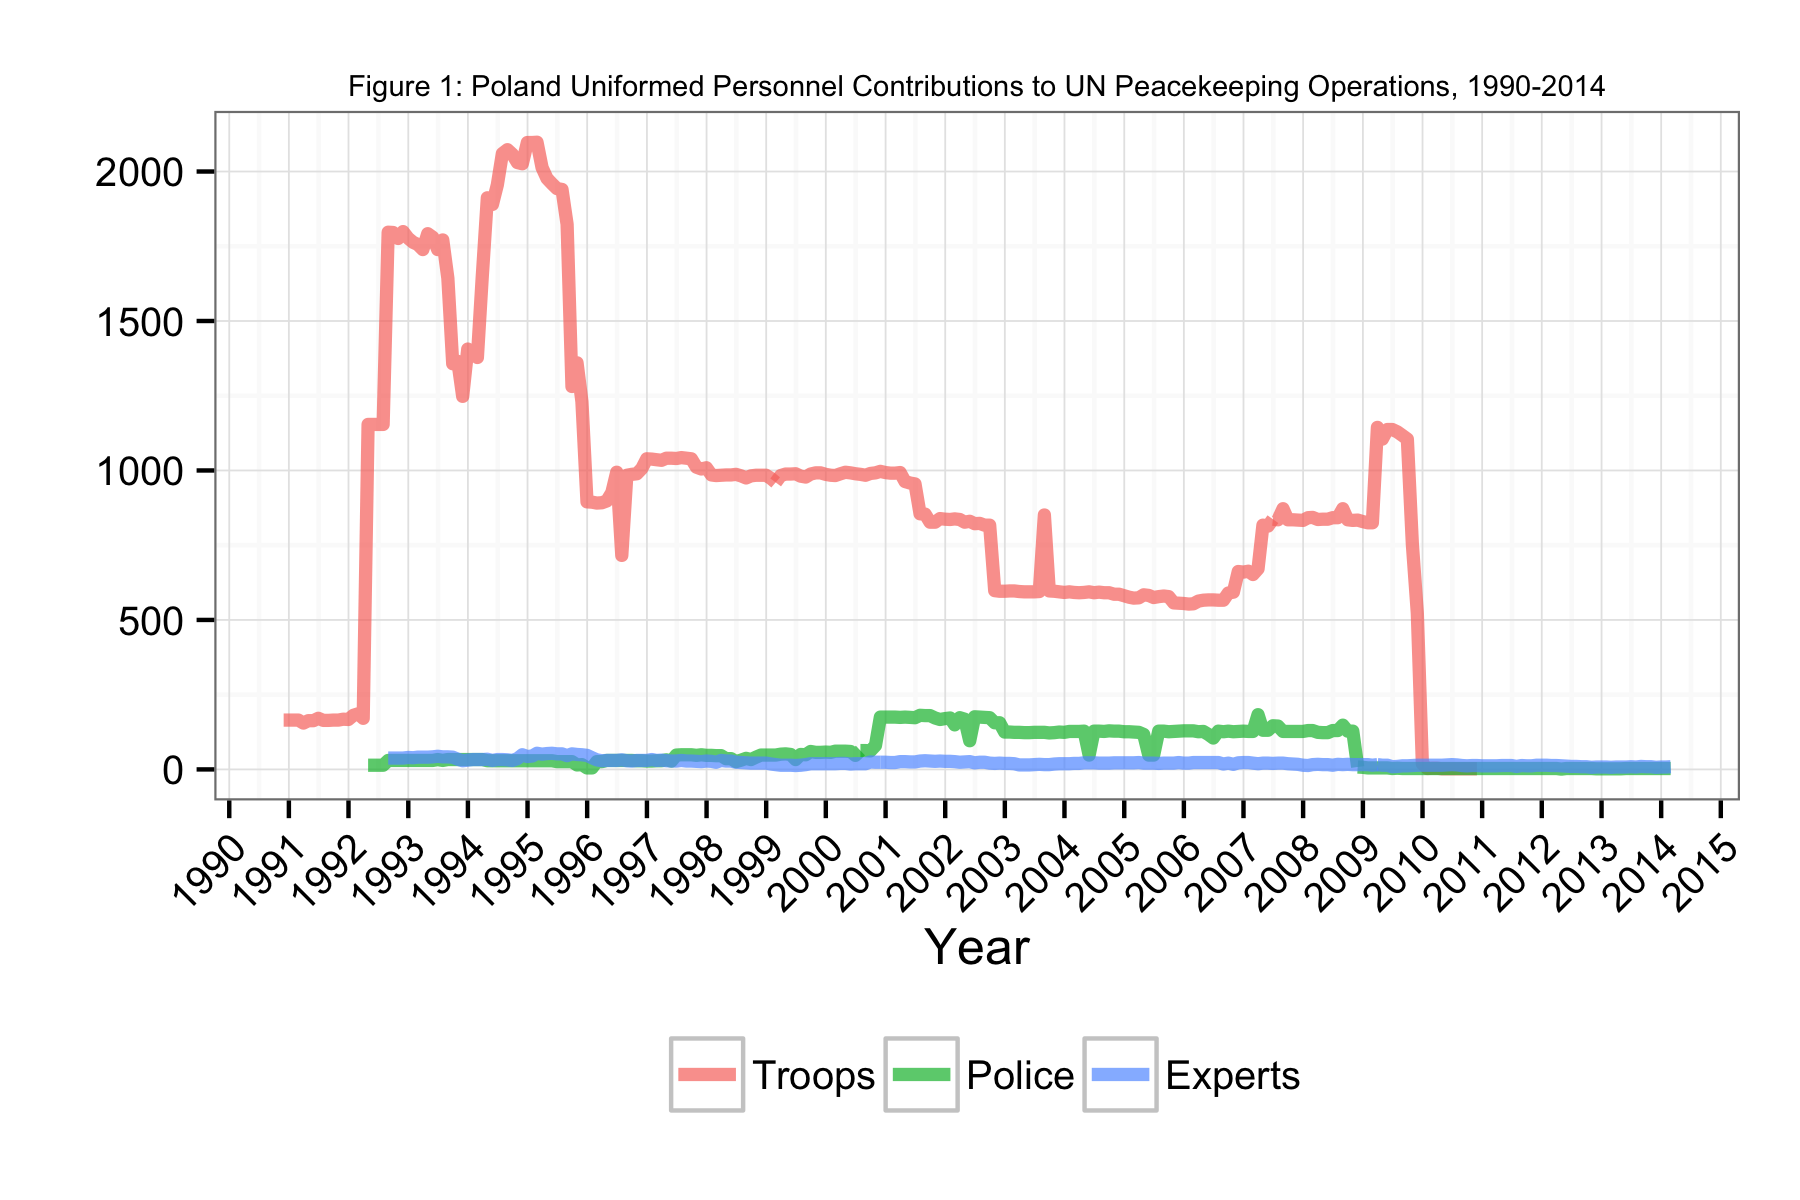 Figure 1: Poland Uniformed Personnel Contributions to UN Peacekeeping Operations, 1990-2014
2000
1500
1000
500
0
1990 1991 1992 1993 1994 1995 1996 1997 1998 1999 2000 2001 2002 2003 2004 2005 2006 2007 2008 2009 2010 2011 2012 2013 2014 2015
Year
Troops Police Experts